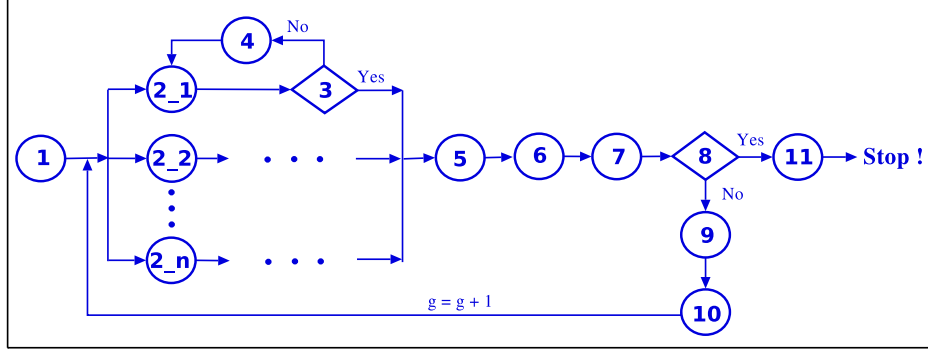 4
No
2_1
3
Yes
1
2_2
5
6
7
8
Yes
11
Stop !
No
9
2_n
g = g + 1
10